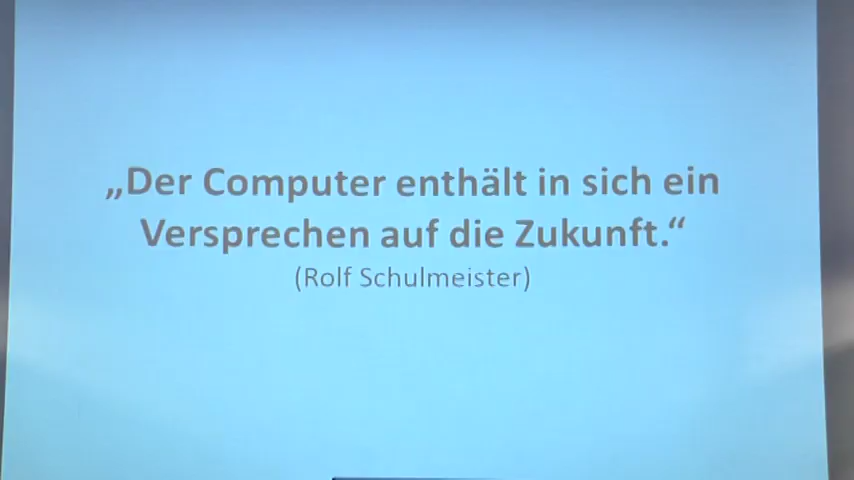 „Der Computer enthält in sich ein
Versprechen auf die Zukunft.“
(Rolf Schulmeister)